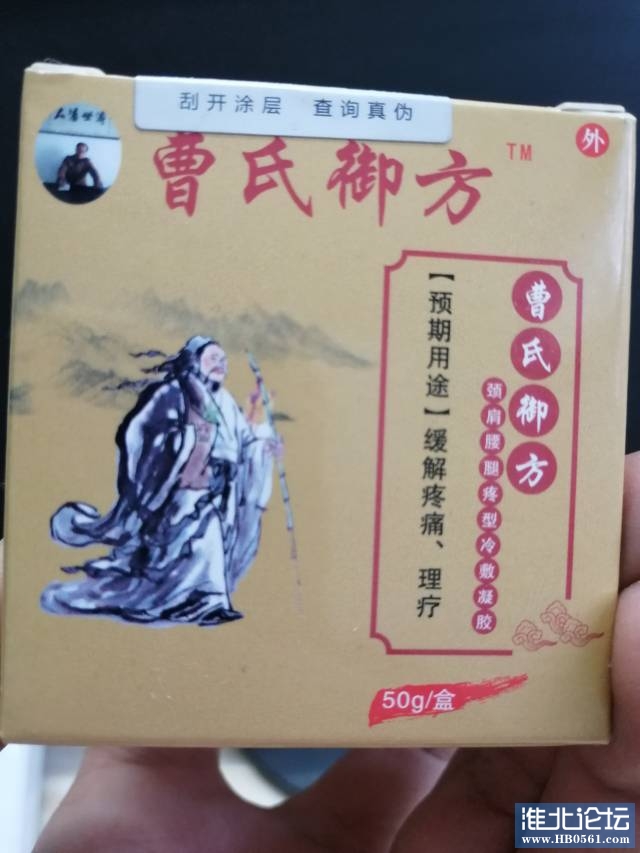 刮开涂层 查询真伪
曹氏御方 TM
外
曹氏御方
颈肩腰腿疼型冷敷凝胶
【预期用途】缓解疼痛、理疗
50g/盒
淮北论坛
www.HB0561.com